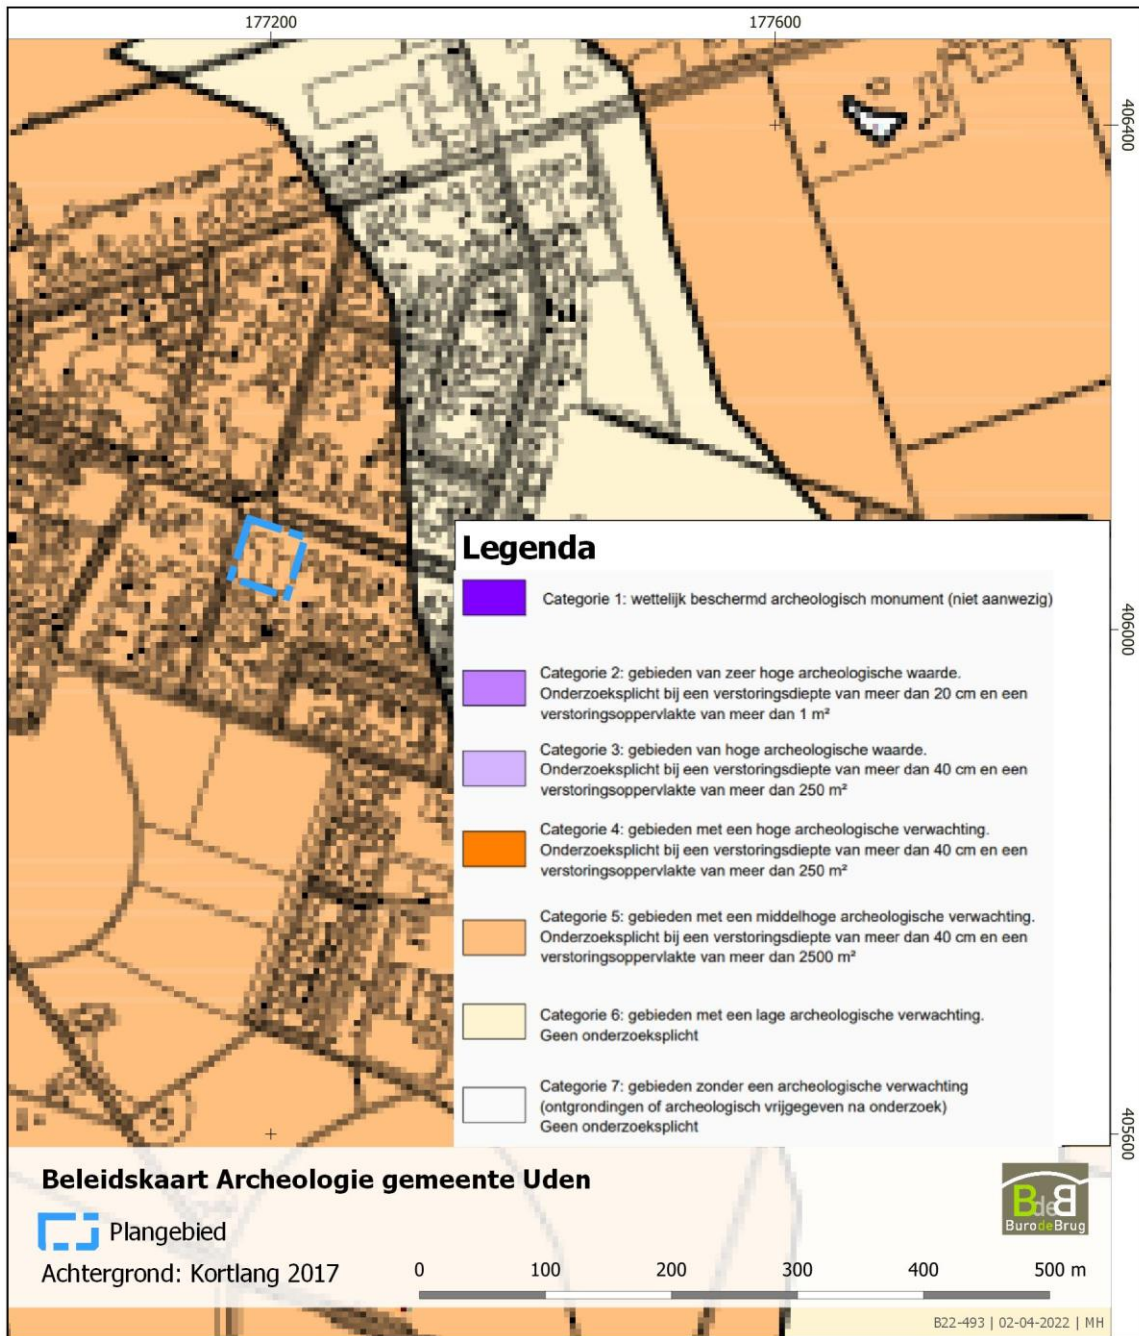 177200
177600
406400
Legenda
Categorie 1: wettelijk beschermd archeologisch monument (niet aanwezig)
406000
Categorie 2: gebieden van zeer hoge archeologische waarde.
Onderzoeksplicht bij een verstoringsdiepte van meer dan 20 cm en een
verstoringsoppervlakte van meer dan 1 m²
Categorie 3: gebieden van hoge archeologische waarde.
Onderzoeksplicht bij een verstoringsdiepte van meer dan 40 cm en een
verstoringsoppervlakte van meer dan 250 m²
Categorie 4: gebieden met een hoge archeologische verwachting.
Onderzoeksplicht bij een verstoringsdiepte van meer dan 40 cm en een
verstoringsoppervlakte van meer dan 250 m²
Categorie 5: gebieden met een middelhoge archeologische verwachting.
Onderzoeksplicht bij een verstoringsdiepte van meer dan 40 cm en een
verstoringsoppervlakte van meer dan 2500 m²
Categorie 6: gebieden met een lage archeologische verwachting.
Geen onderzoeksplicht
Categorie 7: gebieden zonder een archeologische verwachting
(ontgrondingen of archeologisch vrijgegeven na onderzoek)
Geen onderzoeksplicht
405600
Beleidskaart Archeologie gemeente Uden
Plangebied
Achtergrond: Kortlang 2017
BdeB
BurodeBrug
0 100 200 300 400 500 m
B22-493 | 02-04-2022 | MH